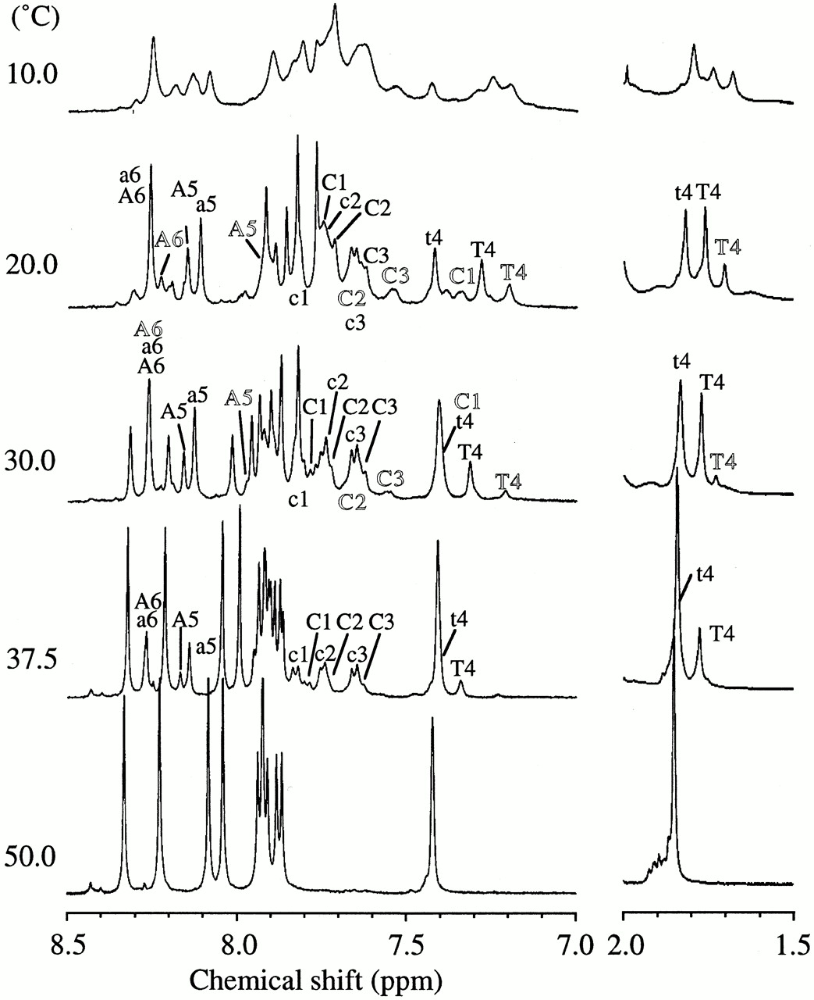 (˚C)
10.0
20.0
a6
A6
A6
A5
a5
A5
c1
C1
c2
C2
C3
C2
c3
C3
t4
C1
T4
T4
t4 T4
T4
30.0
A6
a6
A6
A5
a5
A5
c1
C1
c2
C2 C3
c3
C2
C3
C1
t4
T4
T4
t4
T4
T4
37.5
A6
a6
A5
a5
c1
C1 C2 C3
c2
c3
t4
T4
t4
T4
50.0
8.5 8.0 7.5 7.0 2.0 1.5
Chemical shift (ppm)